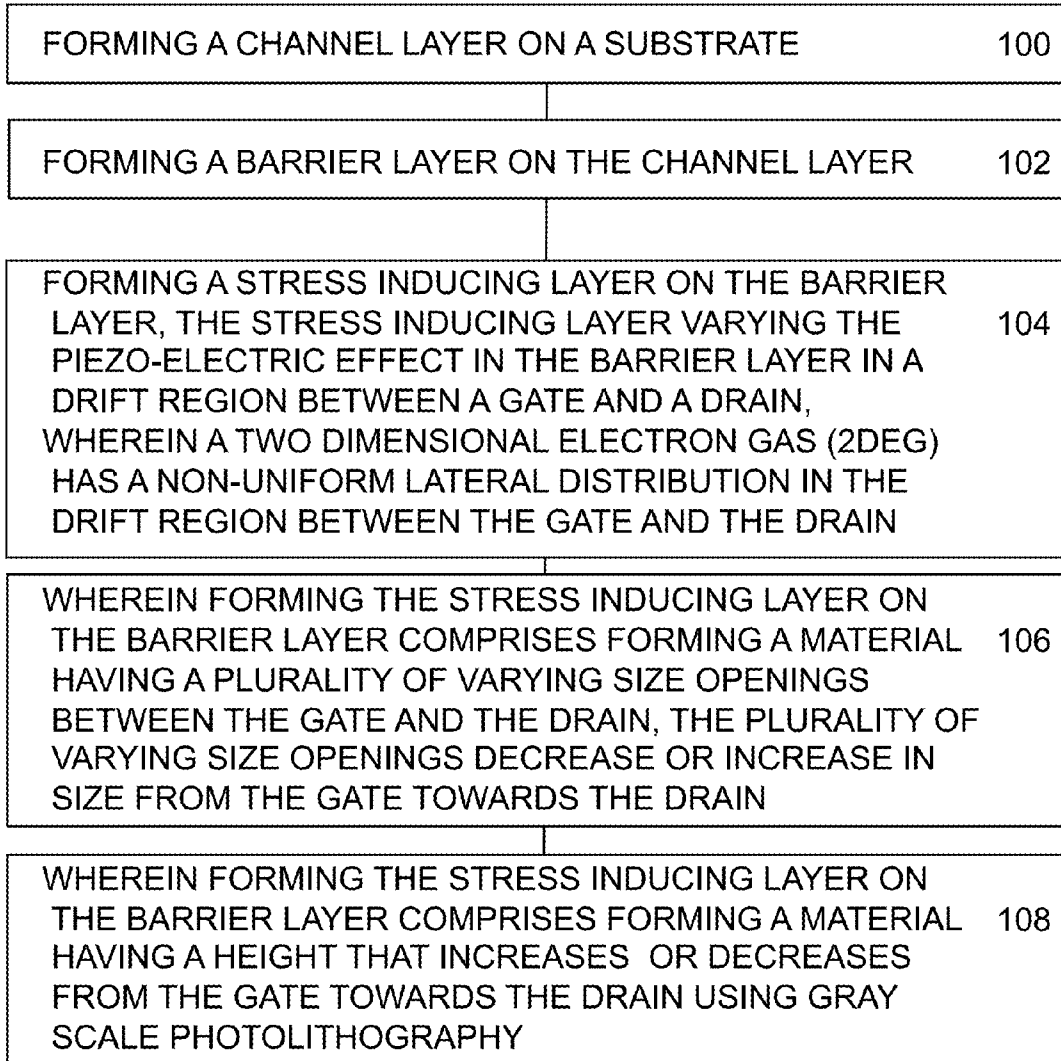 FORMING A CHANNEL LAYER ON A SUBSTRATE 100
FORMING A BARRIER LAYER ON THE CHANNEL LAYER 102
FORMING A STRESS INDUCING LAYER ON THE BARRIER
LAYER, THE STRESS INDUCING LAYER VARYING THE 104
PIEZO-ELECTRIC EFFECT IN THE BARRIER LAYER IN A
DRIFT REGION BETWEEN A GATE AND A DRAIN,
WHEREIN A TWO DIMENSIONAL ELECTRON GAS (2DEG)
HAS A NON-UNIFORM LATERAL DISTRIBUTION IN THE
DRIFT REGION BETWEEN THE GATE AND THE DRAIN
WHEREIN FORMING THE STRESS INDUCING LAYER ON
THE BARRIER LAYER COMPRISES FORMING A MATERIAL 106
HAVING A PLURALITY OF VARYING SIZE OPENINGS
BETWEEN THE GATE AND THE DRAIN, THE PLURALITY OF
VARYING SIZE OPENINGS DECREASE OR INCREASE IN
SIZE FROM THE GATE TOWARDS THE DRAIN
WHEREIN FORMING THE STRESS INDUCING LAYER ON
THE BARRIER LAYER COMPRISES FORMING A MATERIAL 108
HAVING A HEIGHT THAT INCREASES OR DECREASES
FROM THE GATE TOWARDS THE DRAIN USING GRAY
SCALE PHOTOLITHOGRAPHY